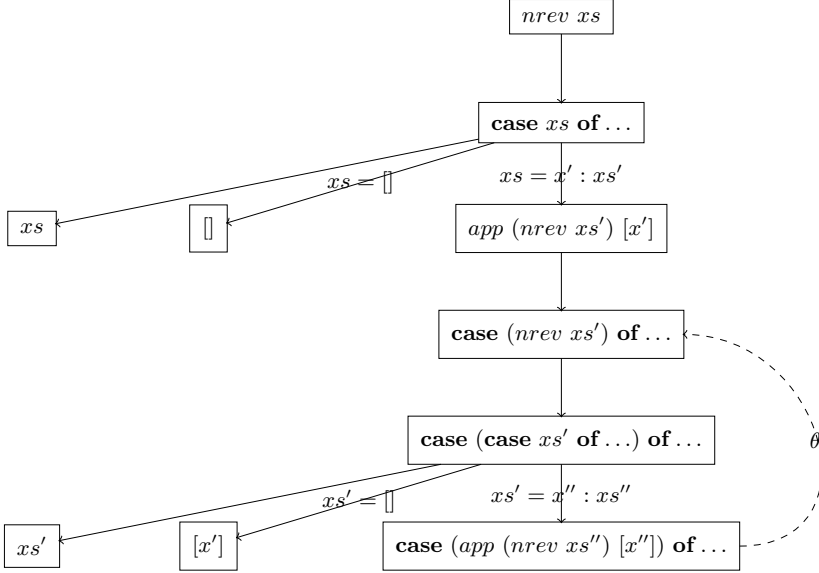 nrev xs
case xs of …
xs = []
xs = x′ : xs′
xs
[]
app (nrev xs′) [x′]
case (nrev xs′) of …
case (case xs′ of …) of …
θ
xs′ = []
xs′ = x′′ : xs′′
xs′
[x′]
case (app (nrev xs′′) [x′′]) of …